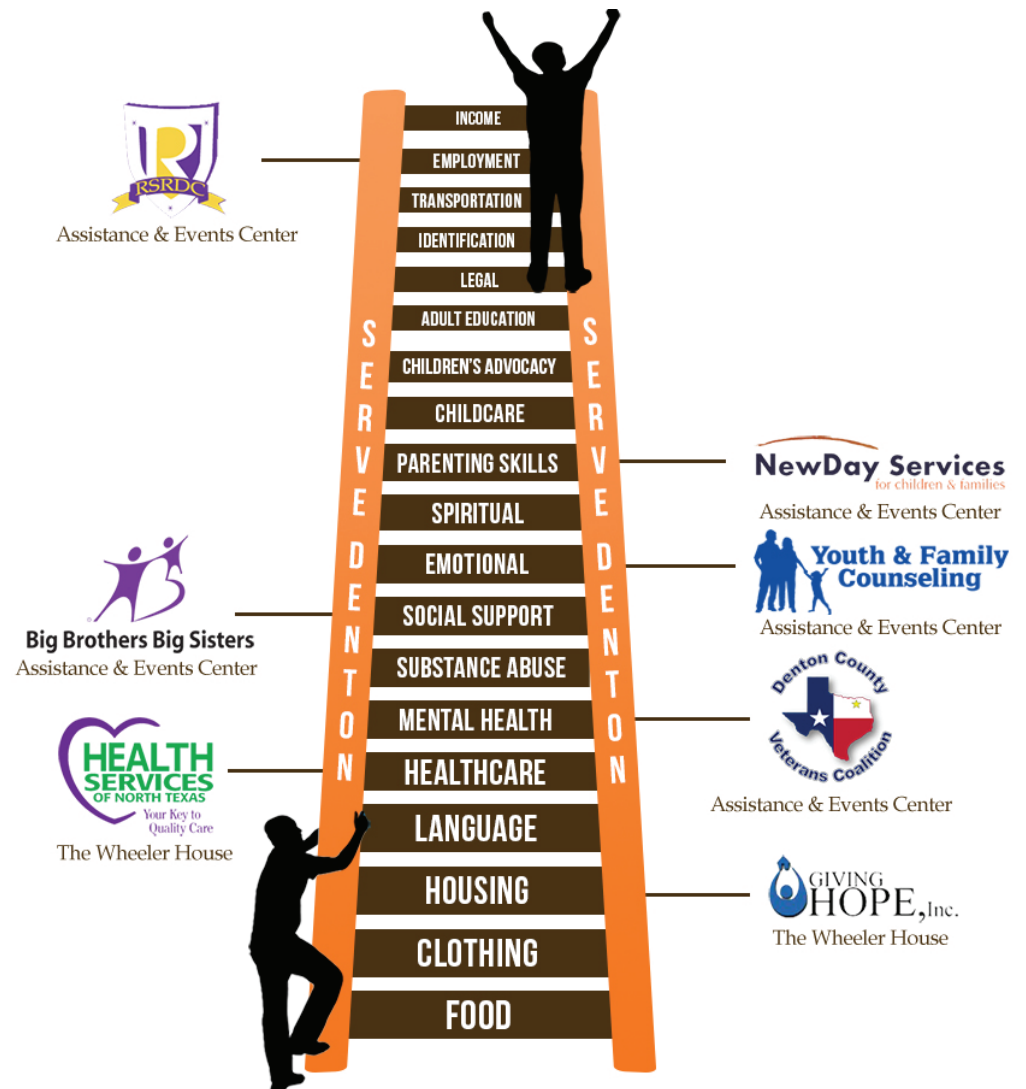 INCOME
EMPLOYMENT
TRANSPORTATION
IDENTIFICATION
LEGAL
ADULT EDUCATION
CHILDREN'S ADVOCACY
CHILDCARE
PARENTING SKILLS
SPIRITUAL
EMOTIONAL
SOCIAL SUPPORT
SUBSTANCE ABUSE
MENTAL HEALTH
HEALTHCARE
LANGUAGE
HOUSING
CLOTHING
FOOD
SERVE DENTON
SERVE DENTON
R
RSRDC
Assistance & Events Center
Big Brothers Big Sisters
Assistance & Events Center
HEALTH
SERVICES
OF NORTH TEXAS
Your Key to
Quality Care
The Wheeler House
NewDay Services
for children & families
Assistance & Events Center
Youth & Family
Counseling
Assistance & Events Center
Denton County
Veterans Coalition
Assistance & Events Center
GIVING
HOPE, Inc.
The Wheeler House